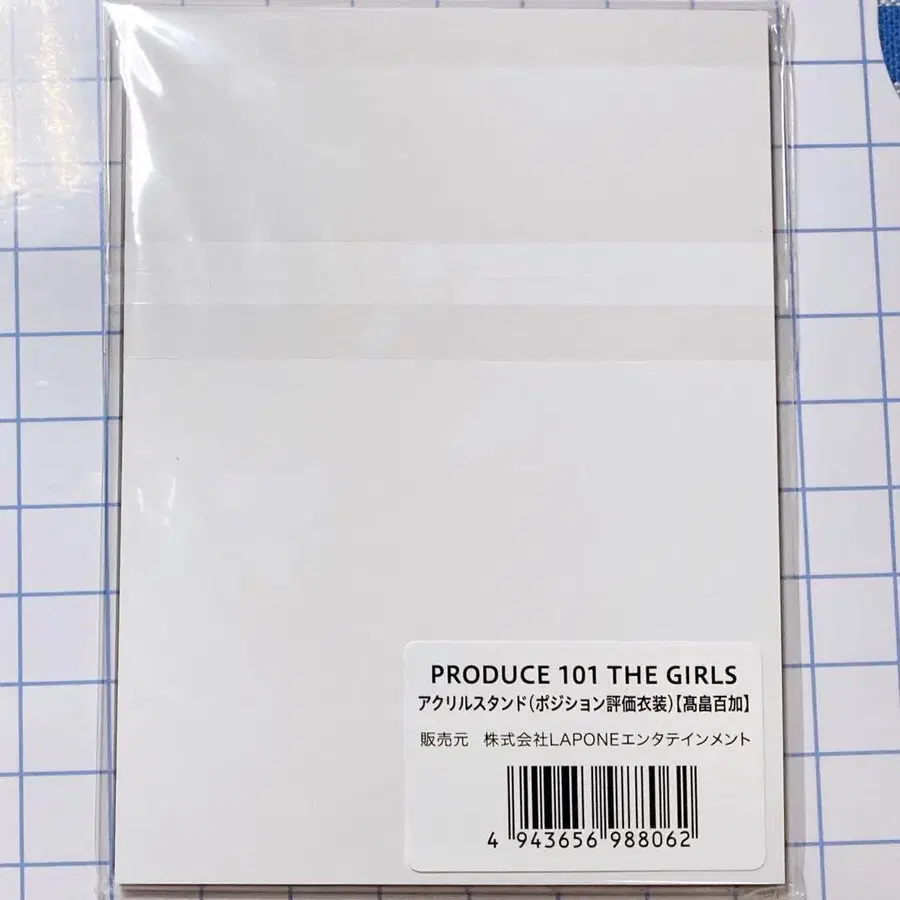 PRODUCE 101 THE GIRLS
アクリルスタンド(ポジション評価衣装)【髙畠百加】
販売元 株式会社LAPONEエンタテインメント
4 943656 988062